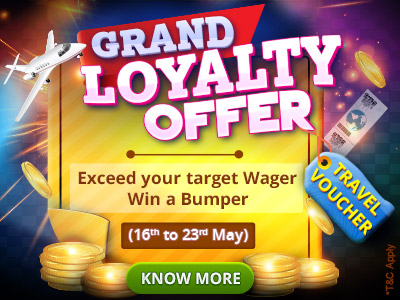 GRAND
LOYALTY
OFFER
Exceed your target Wager
Win a Bumper
(16th to 23rd May)
TRAVEL
VOUCHER
KNOW MORE
*T&C Apply